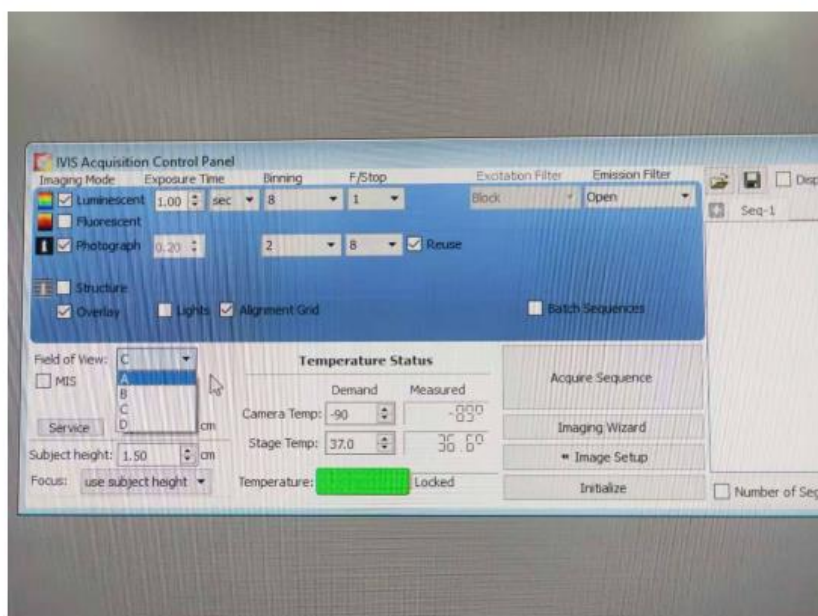 IVIS Acquisition Control Panel
Imaging Mode Exposure Time Binning F/Stop Excitation Filter Emission Filter
Luminescent 1.00 sec 8 1 Block Open
Disp
Fluorescent
Seq-1
Photograph 0.20 2 8 Reuse
Structure
Overlay Lights Alignment Grid Batch Sequences
Field of View: C
Temperature Status
MIS
A
B
C
D
Demand Measured
Acquire Sequence
Service cm
Camera Temp: -90 -89°
Imaging Wizard
Subject height: 1.50 cm
Stage Temp: 37.0 36.6°
Image Setup
Focus: use subject height
Temperature: Locked
Initialize
Number of Seg